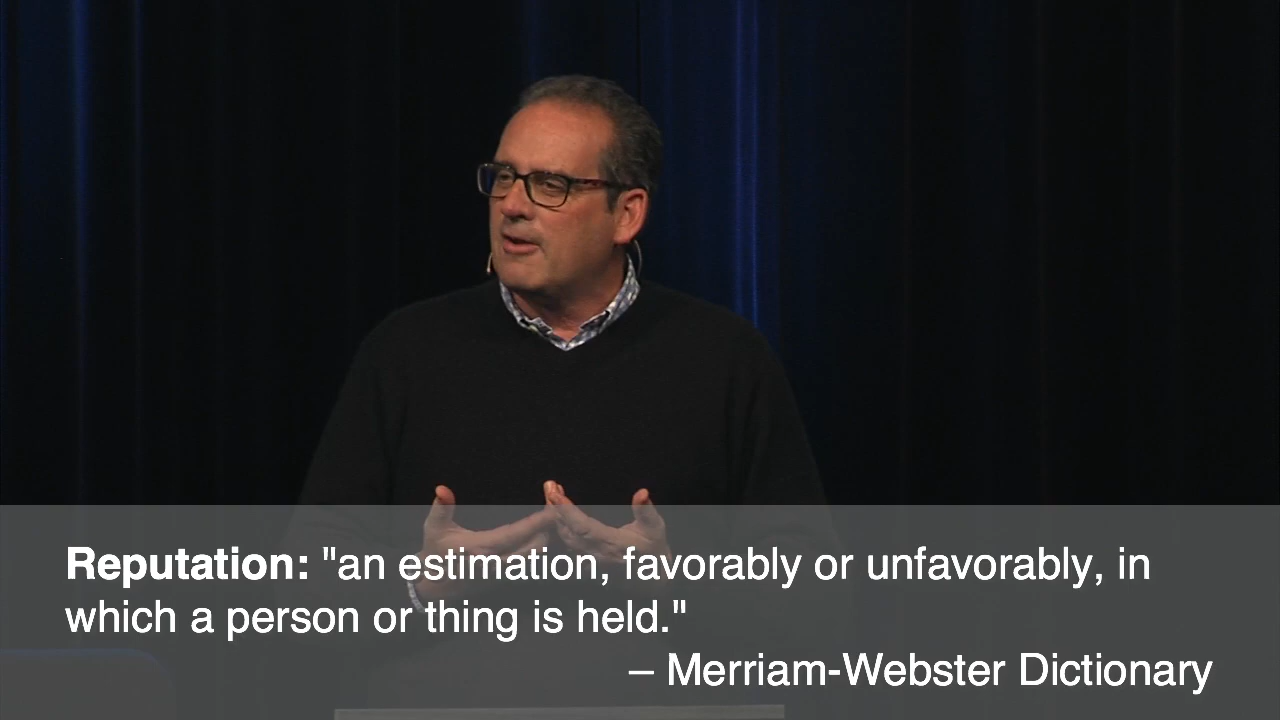 Reputation: "an estimation, favorably or unfavorably, in
which a person or thing is held."
– Merriam-Webster Dictionary